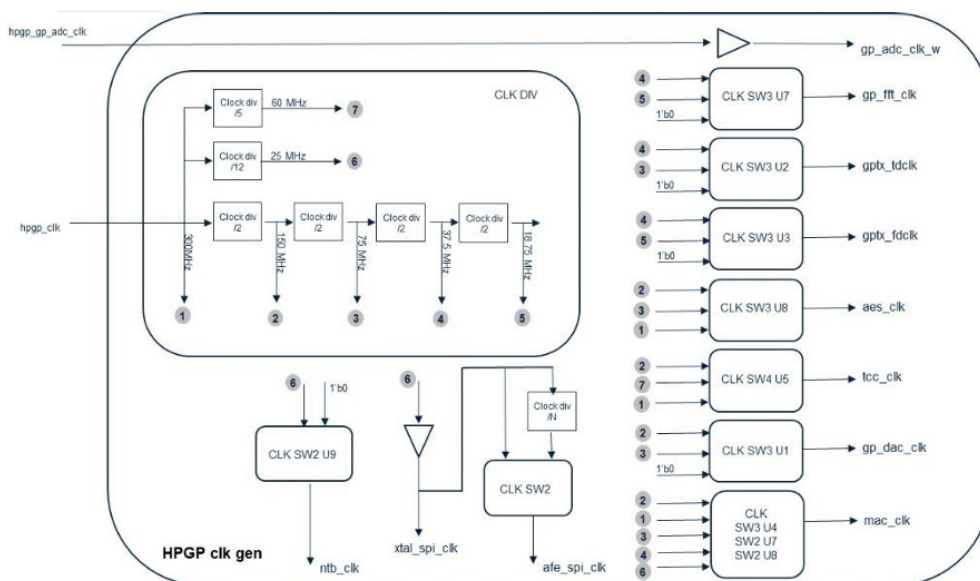 hpgp_gp_adc_clk
gp_adc_clk_w
CLK DIV
Clock div
/5
60 MHz
7
Clock div
/12
25 MHz
6
hpgp_clk
Clock div
/2
Clock div
/2
Clock div
/2
Clock div
/2
300MHz
150 MHz
75 MHz
37.5 MHz
18.75 MHz
1
2
3
4
5
6
1'b0
CLK SW2 U9
ntb_clk
6
xtal_spi_clk
Clock div
/N
CLK SW2
afe_spi_clk
HPGP clk gen
4
5
1'b0
CLK SW3 U7
gp_fft_clk
4
3
1'b0
CLK SW3 U2
gptx_tdclk
4
5
1'b0
CLK SW3 U3
gptx_fdclk
2
3
1
CLK SW3 U8
aes_clk
2
7
1
CLK SW4 U5
tcc_clk
2
3
1'b0
CLK SW3 U1
gp_dac_clk
2
1
3
4
6
CLK
SW3 U4
SW2 U7
SW2 U8
mac_clk